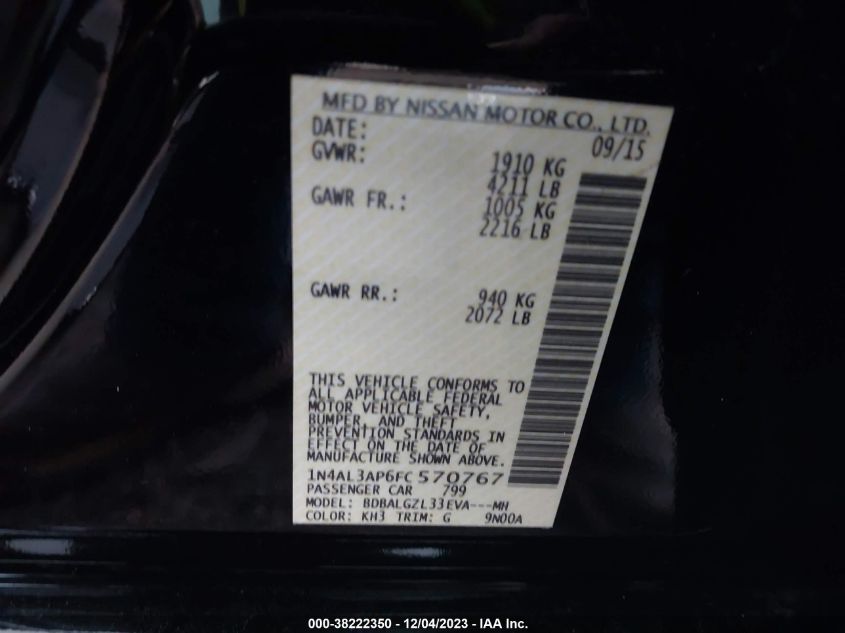 MFD BY NISSAN MOTOR CO., LTD.
DATE: 09/15
GVWR: 1910 KG
4211 LB
GAWR FR.: 1005 KG
2216 LB
GAWR RR.: 940 KG
2072 LB
THIS VEHICLE CONFORMS TO
ALL APPLICABLE FEDERAL
MOTOR VEHICLE SAFETY,
BUMPER, AND THEFT
PREVENTION STANDARDS IN
EFFECT ON THE DATE OF
MANUFACTURE SHOWN ABOVE.
1N4AL3AP6FC570767
PASSENGER CAR 799
MODEL: BDBALGZL33EVA---MH
COLOR: KH3 TRIM: G 9N00A
000-38222350 - 12/04/2023 - IAA Inc.